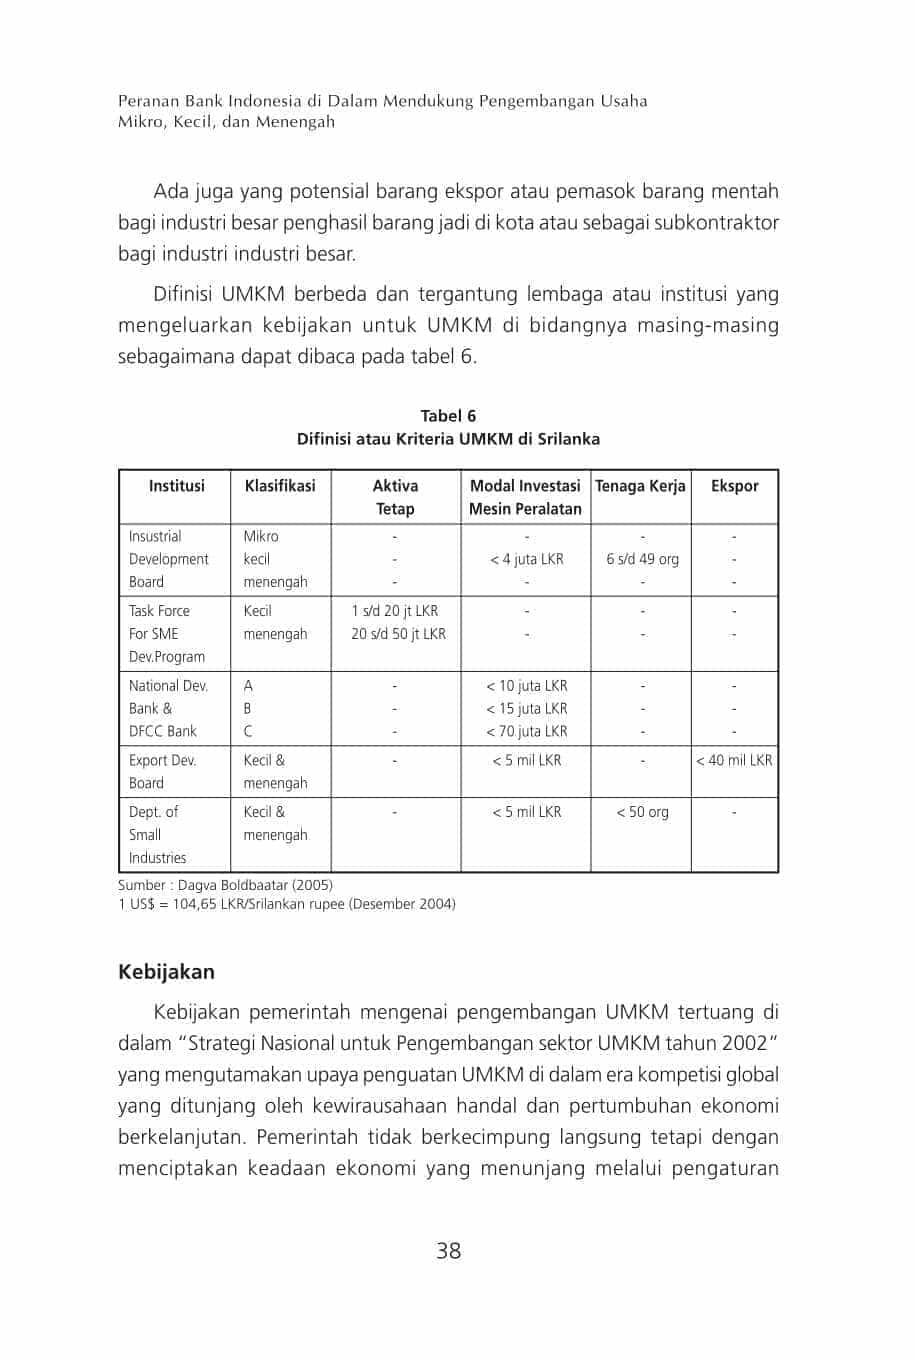 Peranan Bank Indonesia di Dalam Mendukung Pengembangan Usaha
Mikro, Kecil, dan Menengah
Ada juga yang potensial barang ekspor atau pemasok barang mentah
bagi industri besar penghasil barang jadi di kota atau sebagai subkontraktor
bagi industri industri besar.
Difinisi UMKM berbeda dan tergantung lembaga atau institusi yang
mengeluarkan kebijakan untuk UMKM di bidangnya masing-masing
sebagaimana dapat dibaca pada tabel 6.
Tabel 6
Difinisi atau Kriteria UMKM di Srilanka
Institusi Klasifikasi Aktiva Modal Investasi Tenaga Kerja Ekspor
Tetap Mesin Peralatan
Insustrial Mikro - - - -
Development kecil - < 4 juta LKR 6 s/d 49 org -
Board menengah - - - -
Task Force Kecil 1 s/d 20 jt LKR - - -
For SME menengah 20 s/d 50 jt LKR - - -
Dev.Program
National Dev. A - < 10 juta LKR - -
Bank & B - < 15 juta LKR - -
DFCC Bank C - < 70 juta LKR - -
Export Dev. Kecil & - < 5 mil LKR - < 40 mil LKR
Board menengah
Dept. of Kecil & - < 5 mil LKR < 50 org -
Small menengah
Industries
Sumber : Dagva Boldbaatar (2005)
1 US$ = 104,65 LKR/Srilankan rupee (Desember 2004)
Kebijakan
Kebijakan pemerintah mengenai pengembangan UMKM tertuang di
dalam “Strategi Nasional untuk Pengembangan sektor UMKM tahun 2002”
yang mengutamakan upaya penguatan UMKM di dalam era kompetisi global
yang ditunjang oleh kewirausahaan handal dan pertumbuhan ekonomi
berkelanjutan. Pemerintah tidak berkecimpung langsung tetapi dengan
menciptakan keadaan ekonomi yang menunjang melalui pengaturan
38